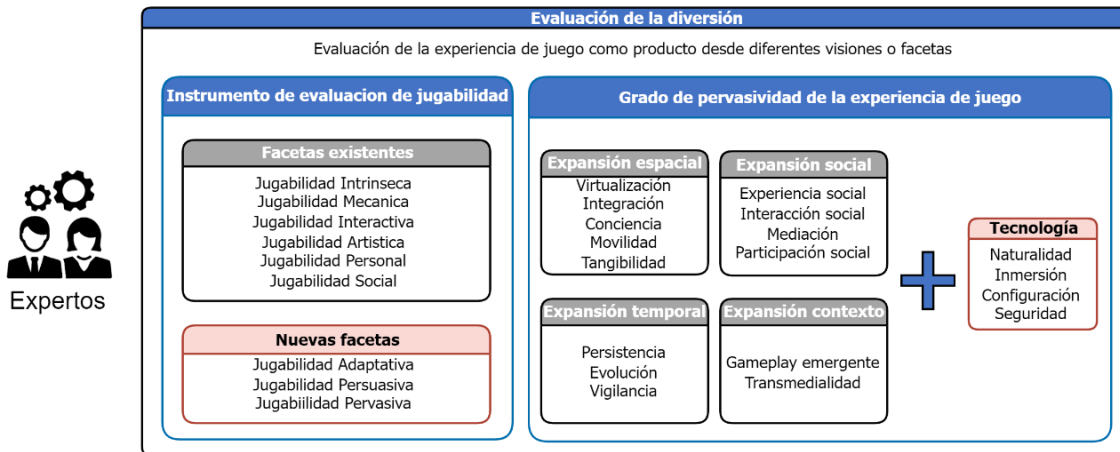 Evaluación de la diversión
Evaluación de la experiencia de juego como producto desde diferentes visiones o facetas
Expertos
Instrumento de evaluacion de jugabilidad
Facetas existentes
Jugabilidad Intrinseca
Jugabilidad Mecanica
Jugabilidad Interactiva
Jugabilidad Artistica
Jugabilidad Personal
Jugabilidad Social
Nuevas facetas
Jugabilidad Adaptativa
Jugabilidad Persuasiva
Jugabiilidad Pervasiva
Grado de pervasividad de la experiencia de juego
Expansión espacial
Virtualización
Integración
Conciencia
Movilidad
Tangibilidad
Expansión social
Experiencia social
Interacción social
Mediación
Participación social
Expansión temporal
Persistencia
Evolución
Vigilancia
Expansión contexto
Gameplay emergente
Transmedialidad
Tecnología
Naturalidad
Inmersión
Configuración
Seguridad